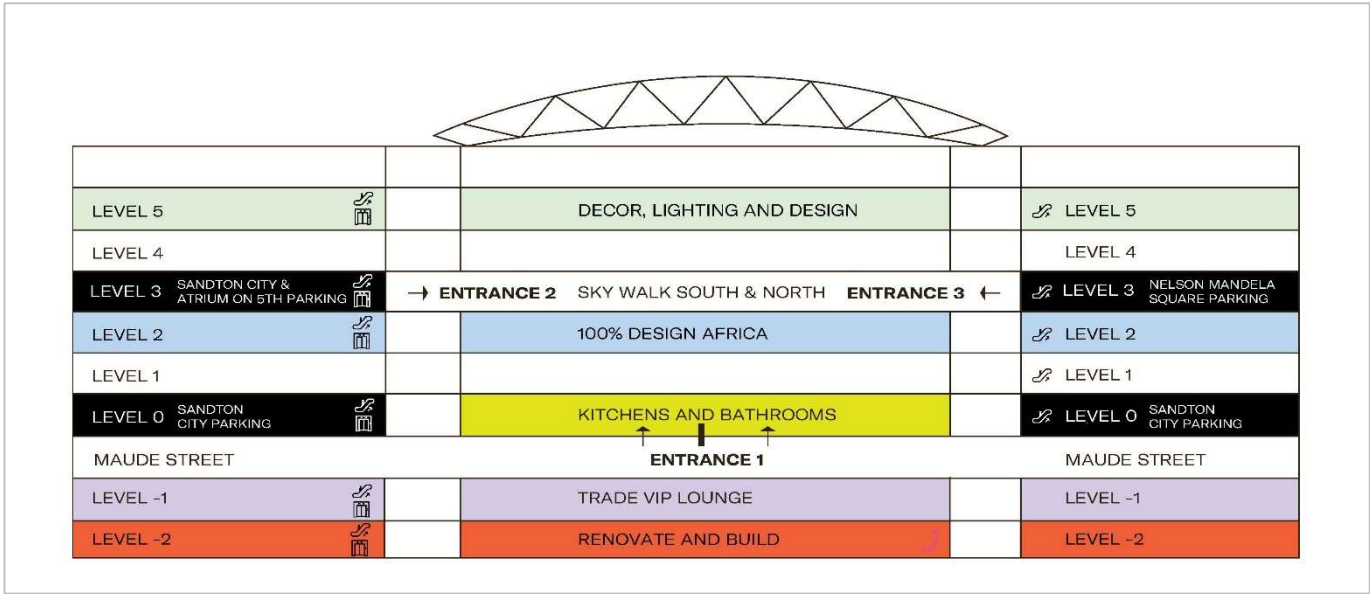 LEVEL 5 DECOR, LIGHTING AND DESIGN LEVEL 5
LEVEL 4 LEVEL 4
LEVEL 3 SANDTON CITY &
ATRIUM ON 5TH PARKING
→ ENTRANCE 2 SKY WALK SOUTH & NORTH ENTRANCE 3 ←
LEVEL 3 NELSON MANDELA
SQUARE PARKING
LEVEL 2 100% DESIGN AFRICA LEVEL 2
LEVEL 1 LEVEL 1
LEVEL 0 SANDTON
CITY PARKING
KITCHENS AND BATHROOMS
LEVEL 0 SANDTON
CITY PARKING
MAUDE STREET ENTRANCE 1 MAUDE STREET
LEVEL -1 TRADE VIP LOUNGE LEVEL -1
LEVEL -2 RENOVATE AND BUILD LEVEL -2